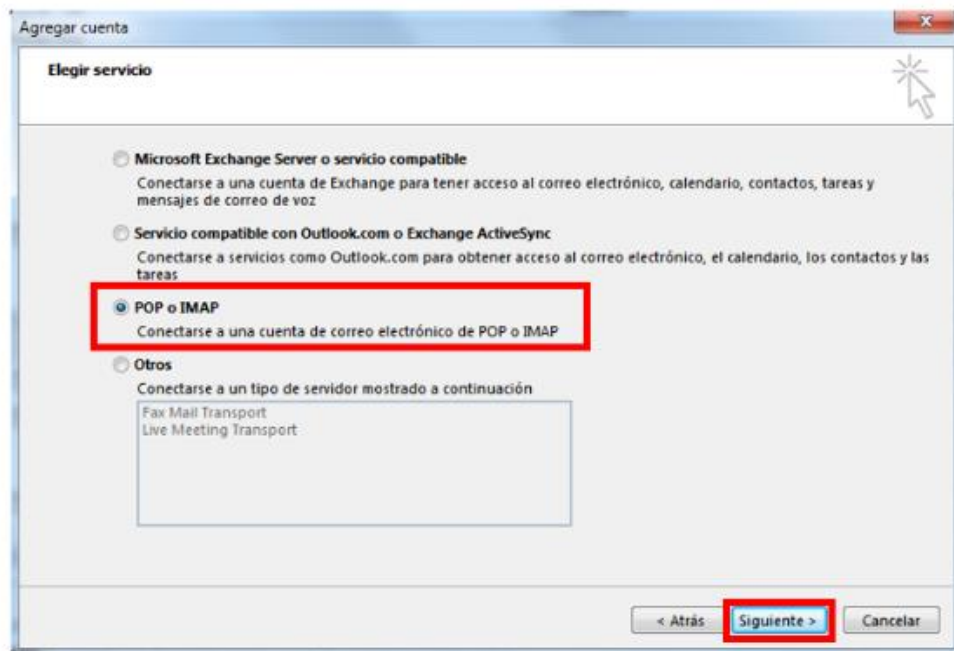 Agregar cuenta
Elegir servicio
Microsoft Exchange Server o servicio compatible
Conectarse a una cuenta de Exchange para tener acceso al correo electrónico, calendario, contactos, tareas y
mensajes de correo de voz
Servicio compatible con Outlook.com o Exchange ActiveSync
Conectarse a servicios como Outlook.com para obtener acceso al correo electrónico, el calendario, los contactos y las
tareas
POP o IMAP
Conectarse a una cuenta de correo electrónico de POP o IMAP
Otros
Conectarse a un tipo de servidor mostrado a continuación
Fax Mail Transport
Live Meeting Transport
< Atrás Siguiente > Cancelar